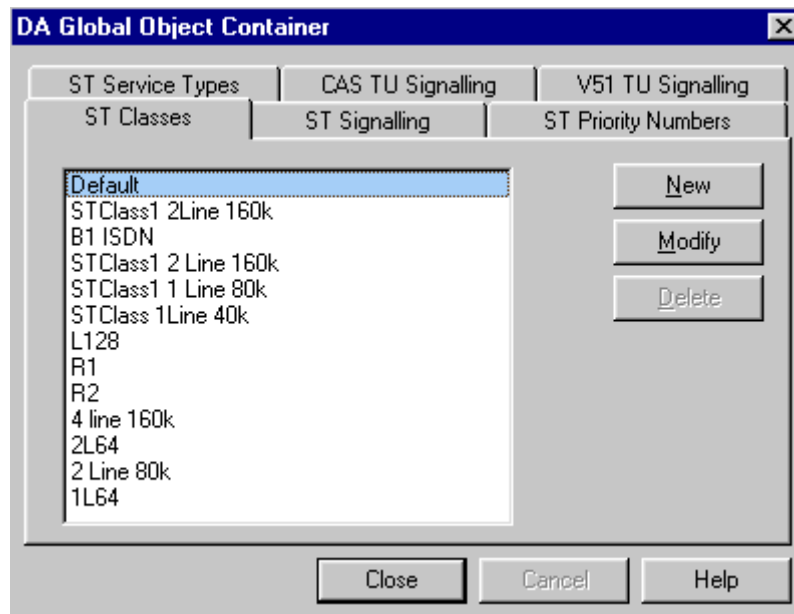 DA Global Object Container
ST Service Types
CAS TU Signalling
V51 TU Signalling
ST Classes
ST Signalling
ST Priority Numbers
Default
STClass1 2Line 160k
B1 ISDN
STClass1 2 Line 160k
STClass1 1 Line 80k
STClass 1Line 40k
L128
R1
R2
4 line 160k
2L64
2 Line 80k
1L64
New
Modify
Delete
Close
Cancel
Help